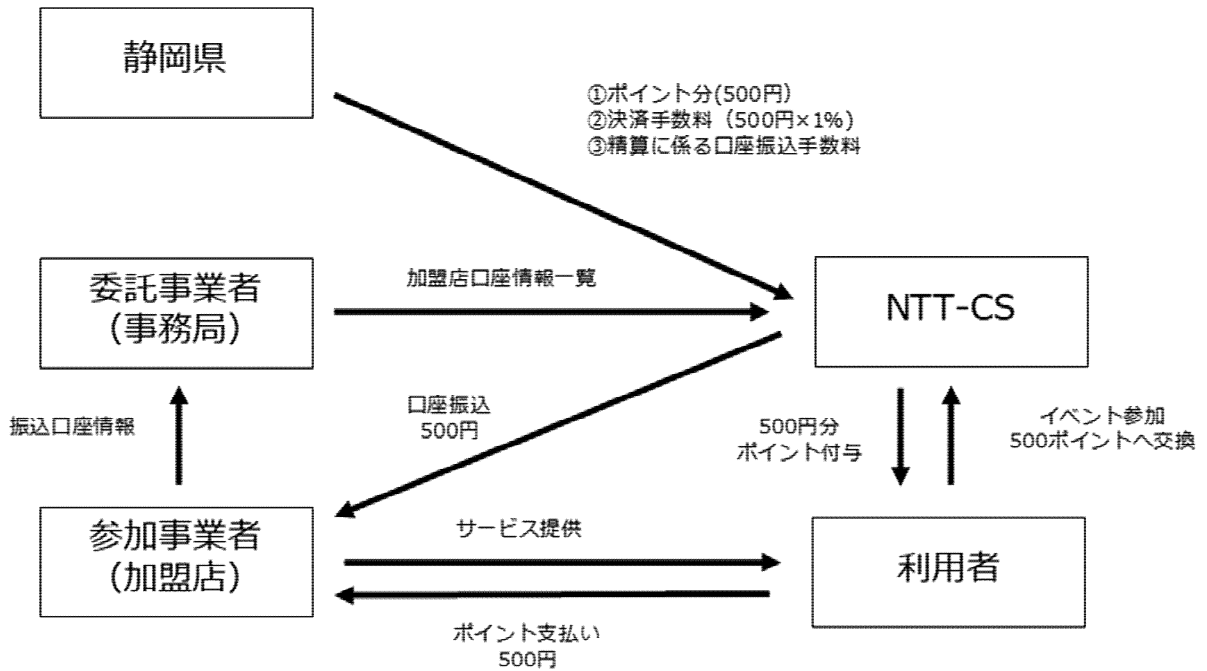 静岡県
①ポイント分(500円)
②決済手数料（500円×1%）
③精算に係る口座振込手数料
委託事業者
（事務局）
加盟店口座情報一覧
NTT-CS
振込口座情報
口座振込
500円
500円分
ポイント付与
イベント参加
500ポイントへ交換
参加事業者
（加盟店）
サービス提供
利用者
ポイント支払い
500円